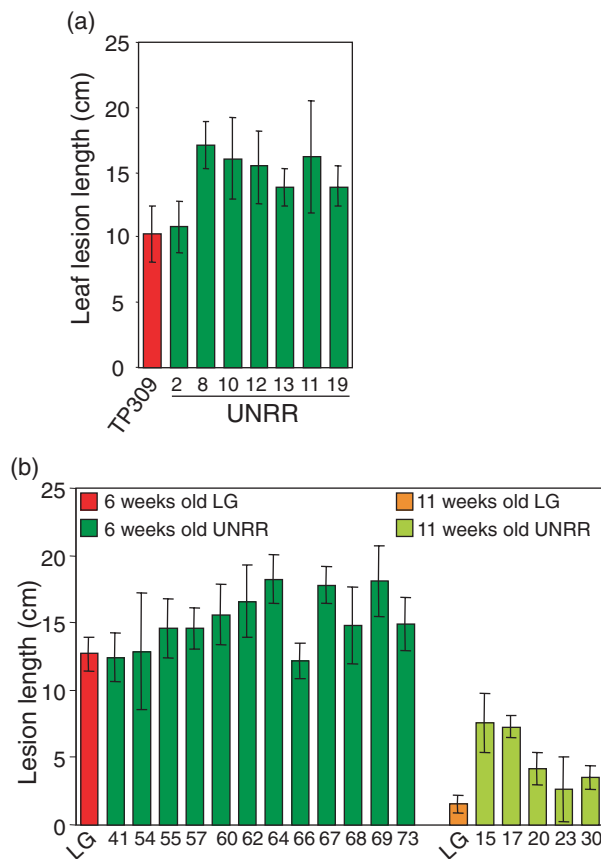 (a)
25
20
15
10
5
0
Leaf lesion length (cm)
TP309 2 8 10 12 13 11 19
UNRR
(b)
25
20
15
10
5
0
Lesion length (cm)
6 weeks old LG
6 weeks old UNRR
11 weeks old LG
11 weeks old UNRR
LG 41 54 55 57 60 62 64 66 67 68 69 73 LG 15 17 20 23 30